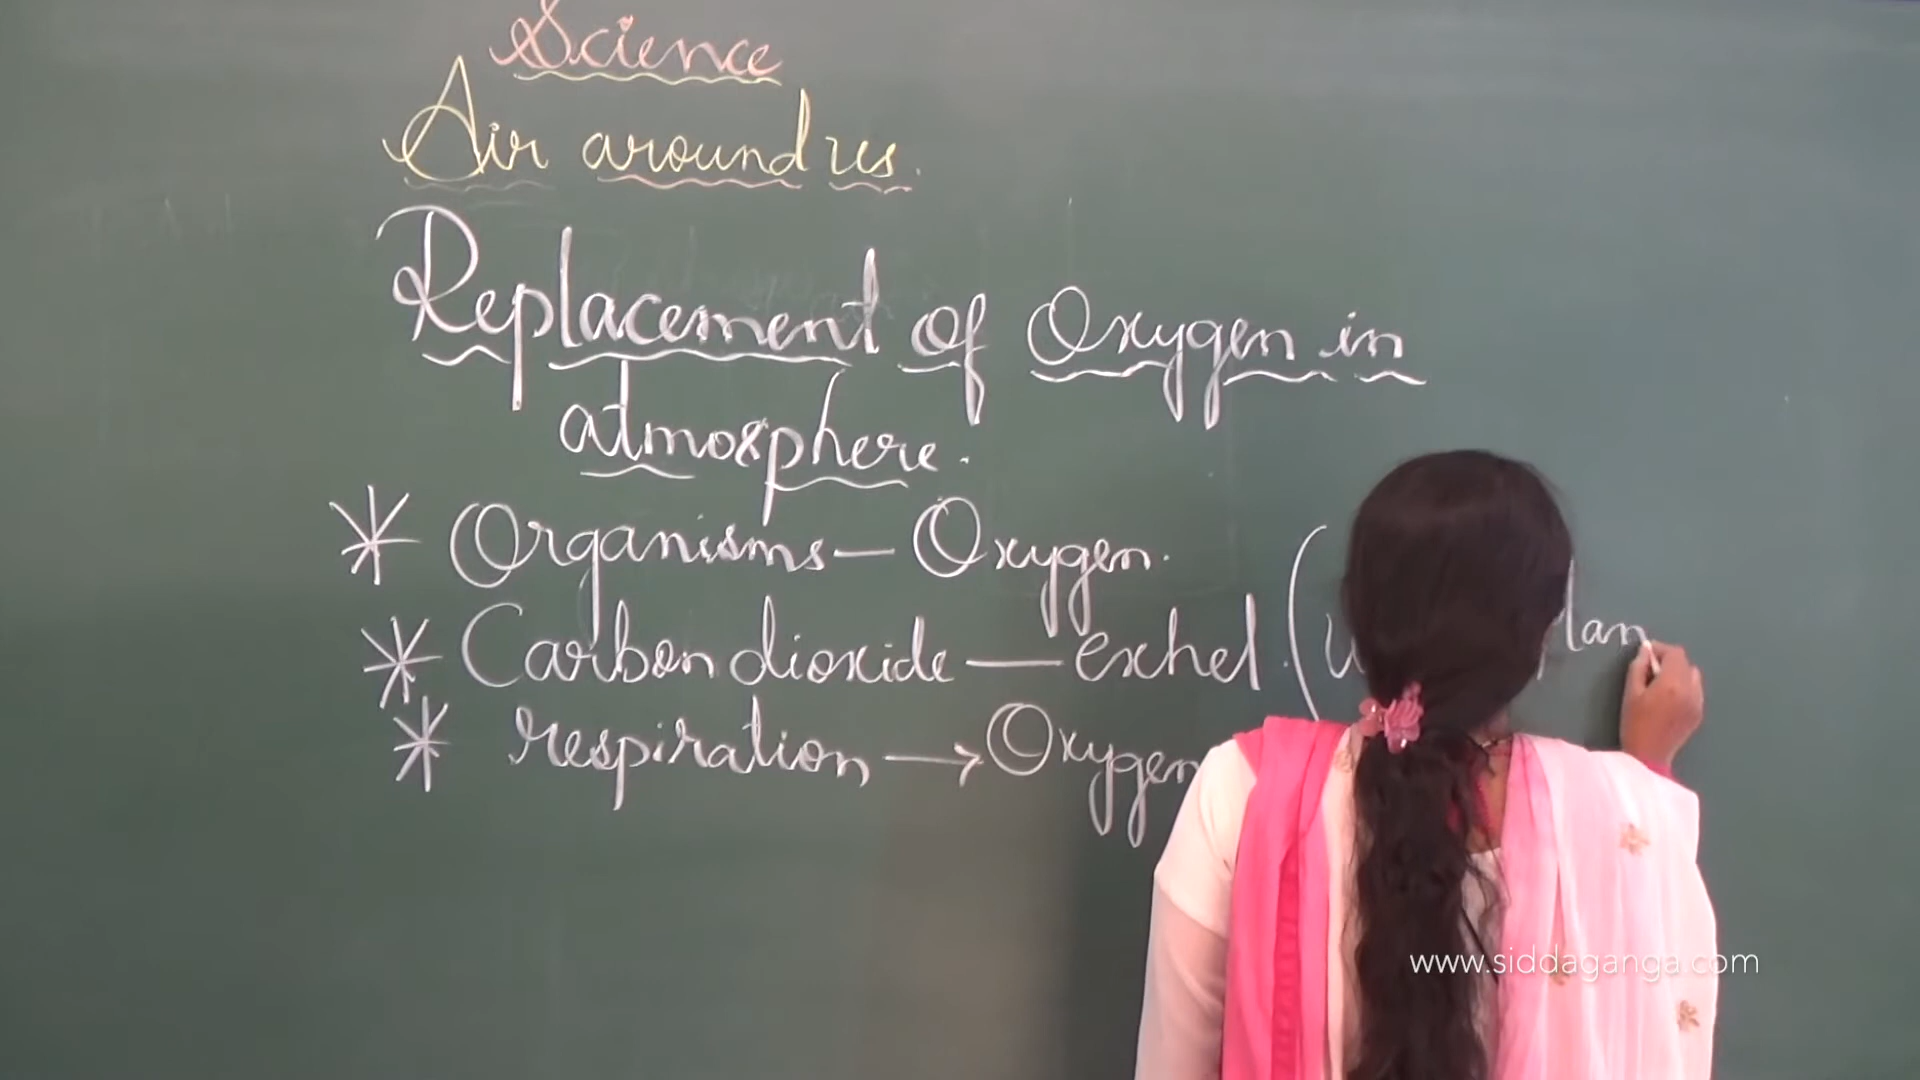 Science
Air around us.
Replacement of Oxygen in
atmosphere.
* Organisms — Oxygen.
* Carbon dioxide — exhel. (
* respiration → Oxygen
www.siddaganga.com